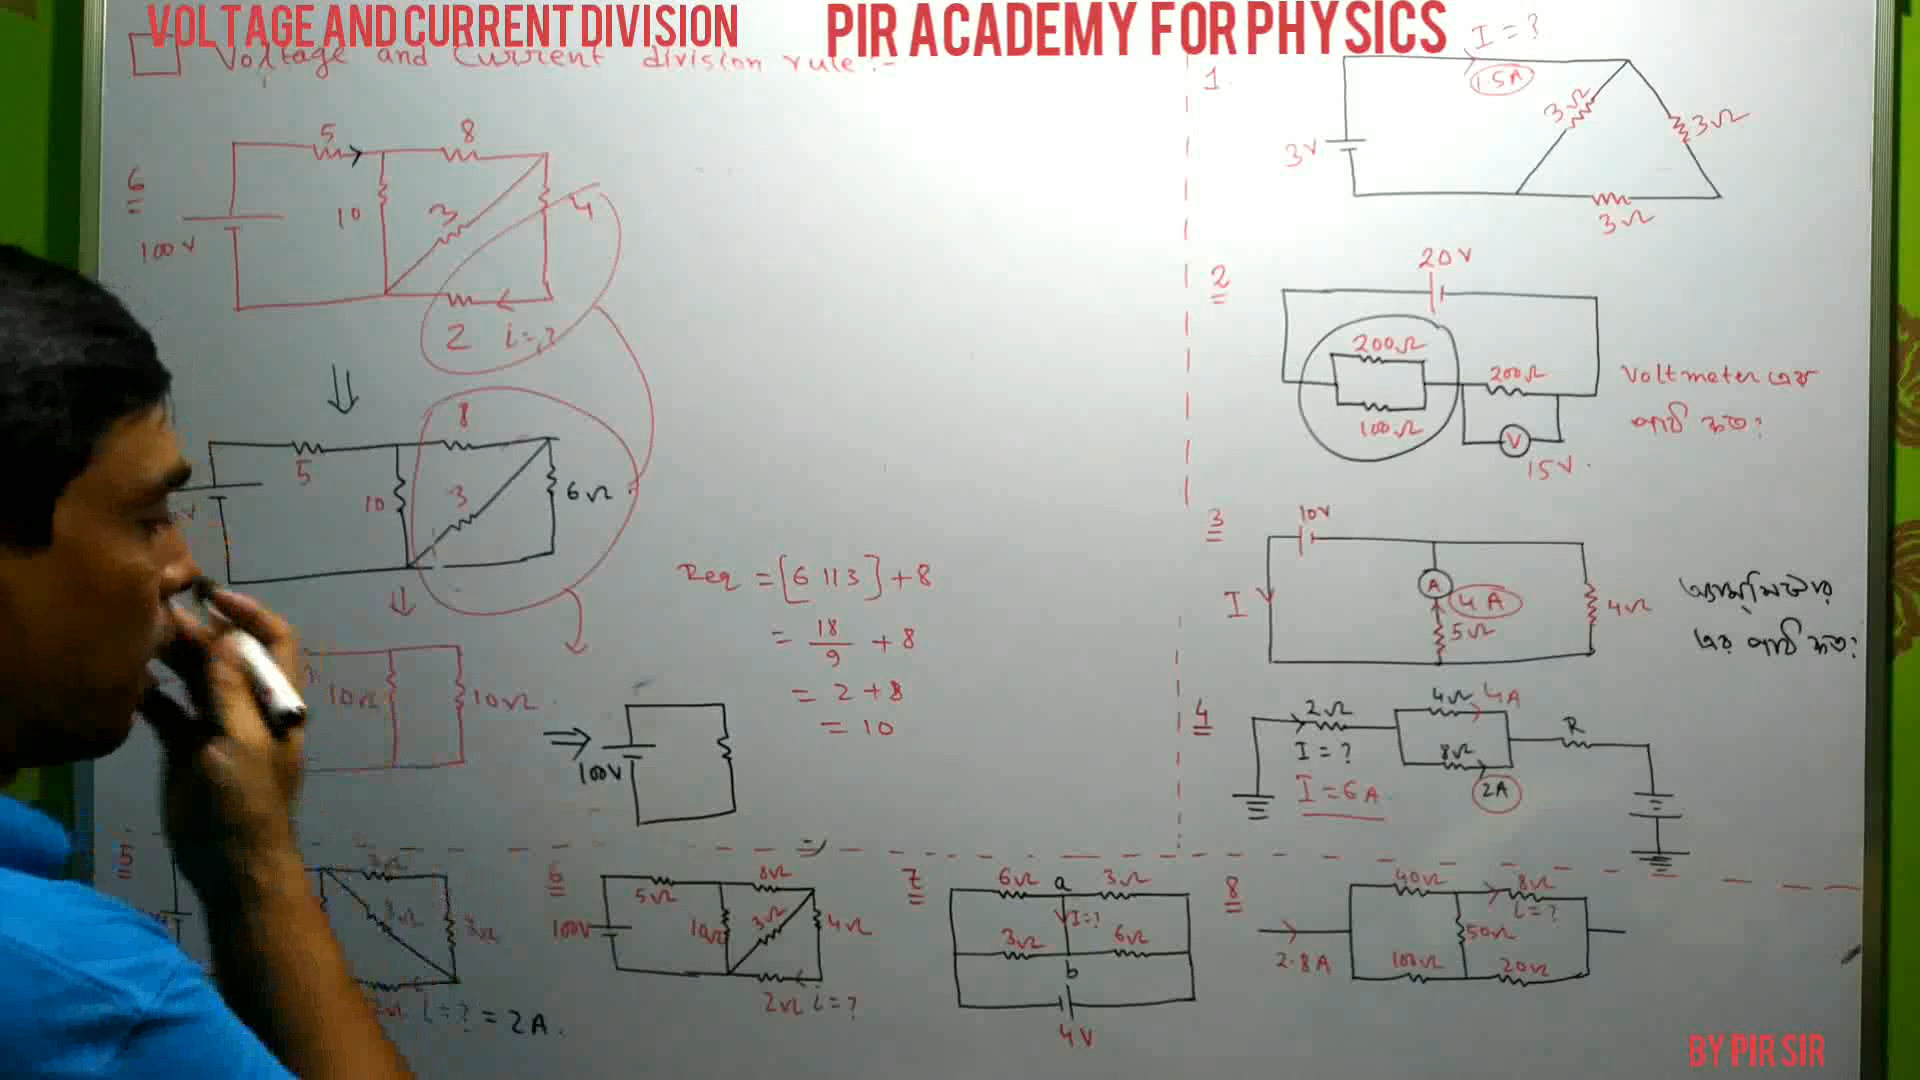 VOLTAGE AND CURRENT DIVISION
PIR ACADEMY FOR PHYSICS
Voltage and Current division rule :-
6
5
8
10
3
4
100 V
2 i = ?
8
5
10
3
6Ω
10Ω
10Ω
100V
Req = [6 || 3] + 8
= 18/9 + 8
= 2 + 8
= 10
1.
I = ?
1.5A
3V
3Ω
3Ω
3Ω
2
20V
200Ω
100Ω
200Ω
V
15V.
Voltmeter এর
পাঠ কত?
3
10V
I
A
4A
5Ω
4Ω
অ্যামিটার
এর পাঠ কত?
4
2Ω
I = ?
I = 6A
4Ω 4A
8Ω
2A
R
5
3Ω
3Ω
3Ω
i = ? = 2A.
6
100V
5Ω
8Ω
10Ω
3Ω
4Ω
2Ω i = ?
7
6Ω a 3Ω
I = ?
3Ω
6Ω
b
4V
8
2.8A
40Ω
8Ω
i = ?
50Ω
100Ω
20Ω
BY PIR SIR